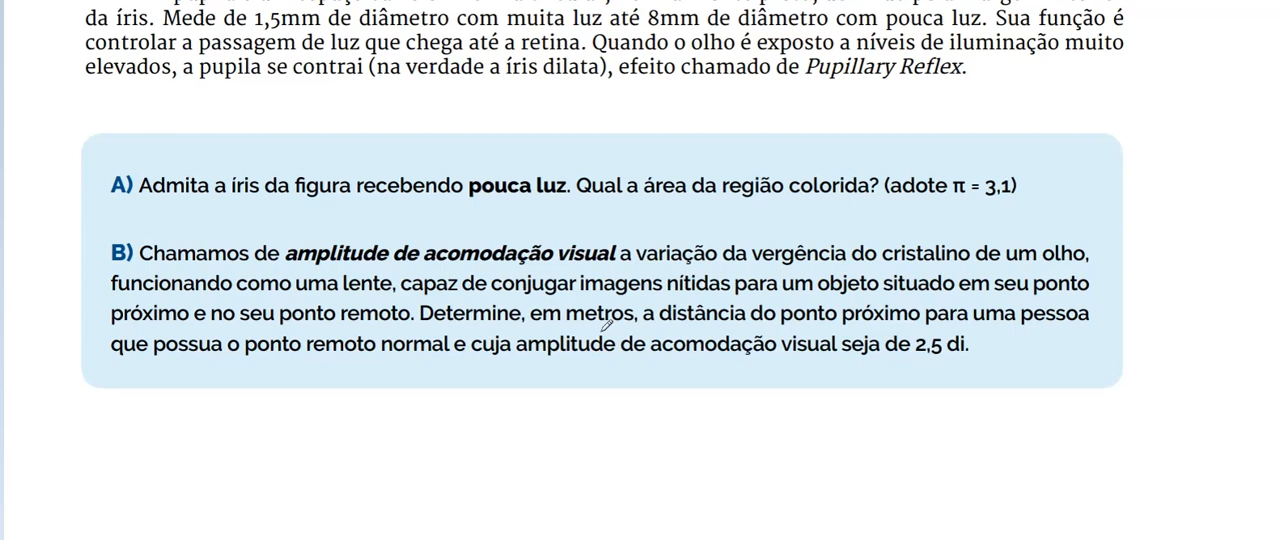 da íris. Mede de 1,5mm de diâmetro com muita luz até 8mm de diâmetro com pouca luz. Sua função é
controlar a passagem de luz que chega até a retina. Quando o olho é exposto a níveis de iluminação muito
elevados, a pupila se contrai (na verdade a íris dilata), efeito chamado de Pupillary Reflex.
A) Admita a íris da figura recebendo pouca luz. Qual a área da região colorida? (adote π = 3,1)
B) Chamamos de amplitude de acomodação visual a variação da vergência do cristalino de um olho,
funcionando como uma lente, capaz de conjugar imagens nítidas para um objeto situado em seu ponto
próximo e no seu ponto remoto. Determine, em metros, a distância do ponto próximo para uma pessoa
que possua o ponto remoto normal e cuja amplitude de acomodação visual seja de 2,5 di.